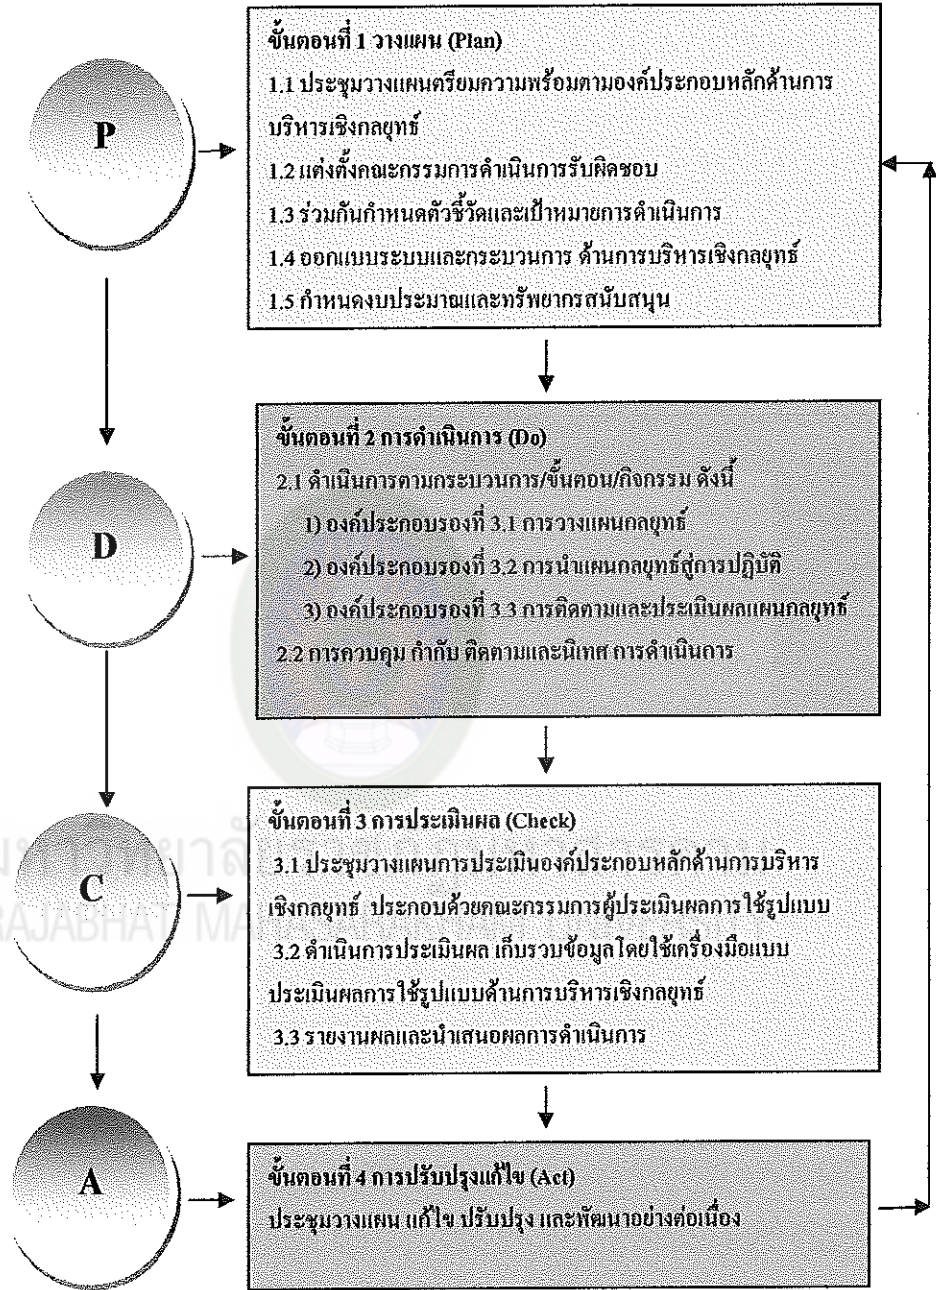 P
ขั้นตอนที่ 1 วางแผน (Plan)
1.1 ประชุมวางแผนตรียมความพร้อมตามองค์ประกอบหลักด้านการ
บริหารเชิงกลยุทธ์
1.2 แต่งตั้งคณะกรรมการดำเนินการรับผิดชอบ
1.3 ร่วมกันกำหนดตัวชี้วัดและเป้าหมายการดำเนินการ
1.4 ออกแบบระบบและกระบวนการ ด้านการบริหารเชิงกลยุทธ์
1.5 กำหนดงบประมาณและทรัพยากรสนับสนุน
D
ขั้นตอนที่ 2 การดำเนินการ (Do)
2.1 ดำเนินการตามกระบวนการ/ขั้นตอน/กิจกรรม ดังนี้
1) องค์ประกอบรองที่ 3.1 การวางแผนกลยุทธ์
2) องค์ประกอบรองที่ 3.2 การนำแผนกลยุทธ์สู่การปฏิบัติ
3) องค์ประกอบรองที่ 3.3 การติดตามและประเมินผลแผนกลยุทธ์
2.2 การควบคุม กำกับ ติดตามและนิเทศ การดำเนินการ
C
ขั้นตอนที่ 3 การประเมินผล (Check)
3.1 ประชุมวางแผนการประเมินองค์ประกอบหลักด้านการบริหาร
เชิงกลยุทธ์ ประกอบด้วยคณะกรรมการผู้ประเมินผลการใช้รูปแบบ
3.2 ดำเนินการประเมินผล เก็บรวบข้อมูลโดยใช้เครื่องมือแบบ
ประเมินผลการใช้รูปแบบด้านการบริหารเชิงกลยุทธ์
3.3 รายงานผลและนำเสนอผลการดำเนินการ
RAJABHAT
A
ขั้นตอนที่ 4 การปรับปรุงแก้ไข (Act)
ประชุมวางแผน แก้ไข ปรับปรุง และพัฒนาอย่างต่อเนื่อง